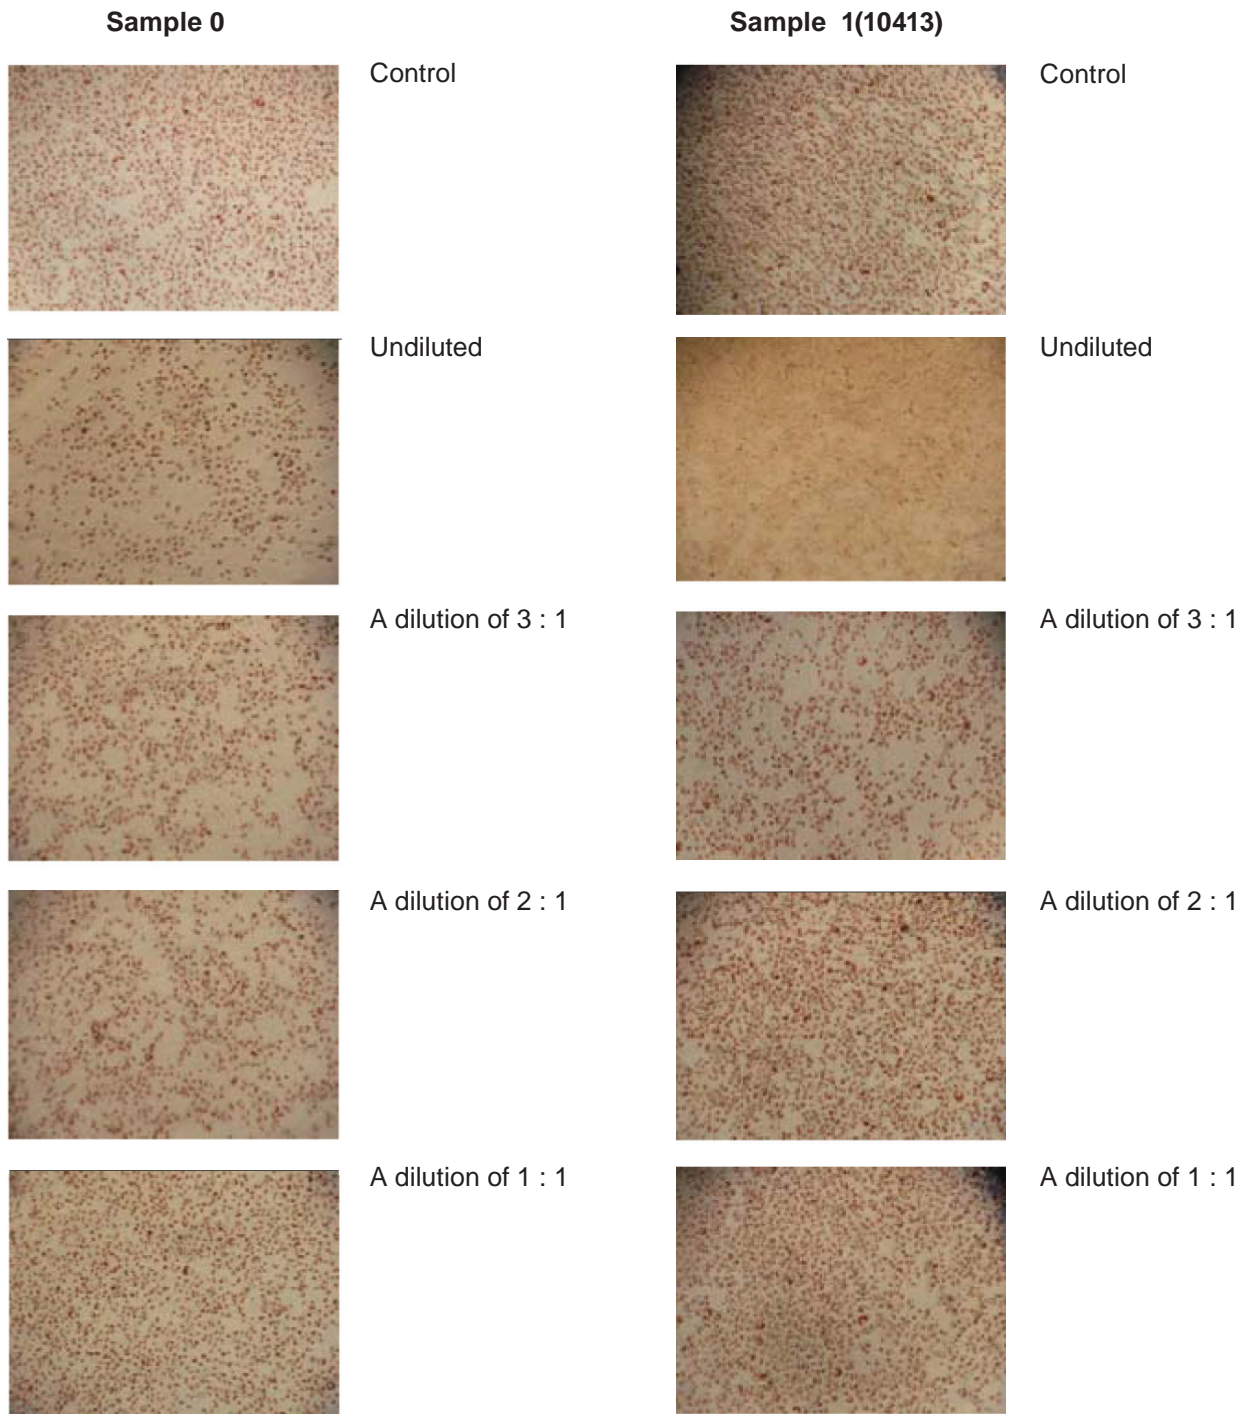 Sample 0
Control
Undiluted
A dilution of 3 : 1
A dilution of 2 : 1
A dilution of 1 : 1
Sample 1(10413)
Control
Undiluted
A dilution of 3 : 1
A dilution of 2 : 1
A dilution of 1 : 1